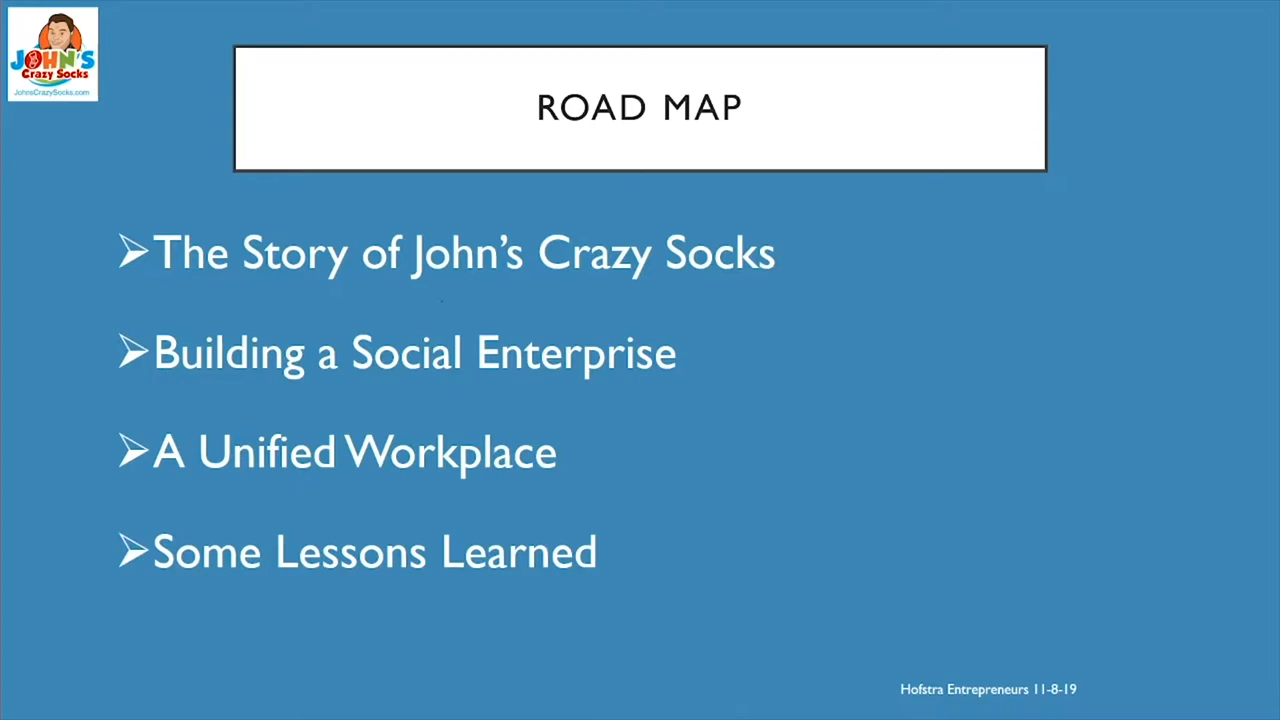 JOHN'S
Crazy Socks
JohnsCrazySocks.com
ROAD MAP
The Story of John's Crazy Socks
Building a Social Enterprise
A Unified Workplace
Some Lessons Learned
Hofstra Entrepreneurs 11-8-19